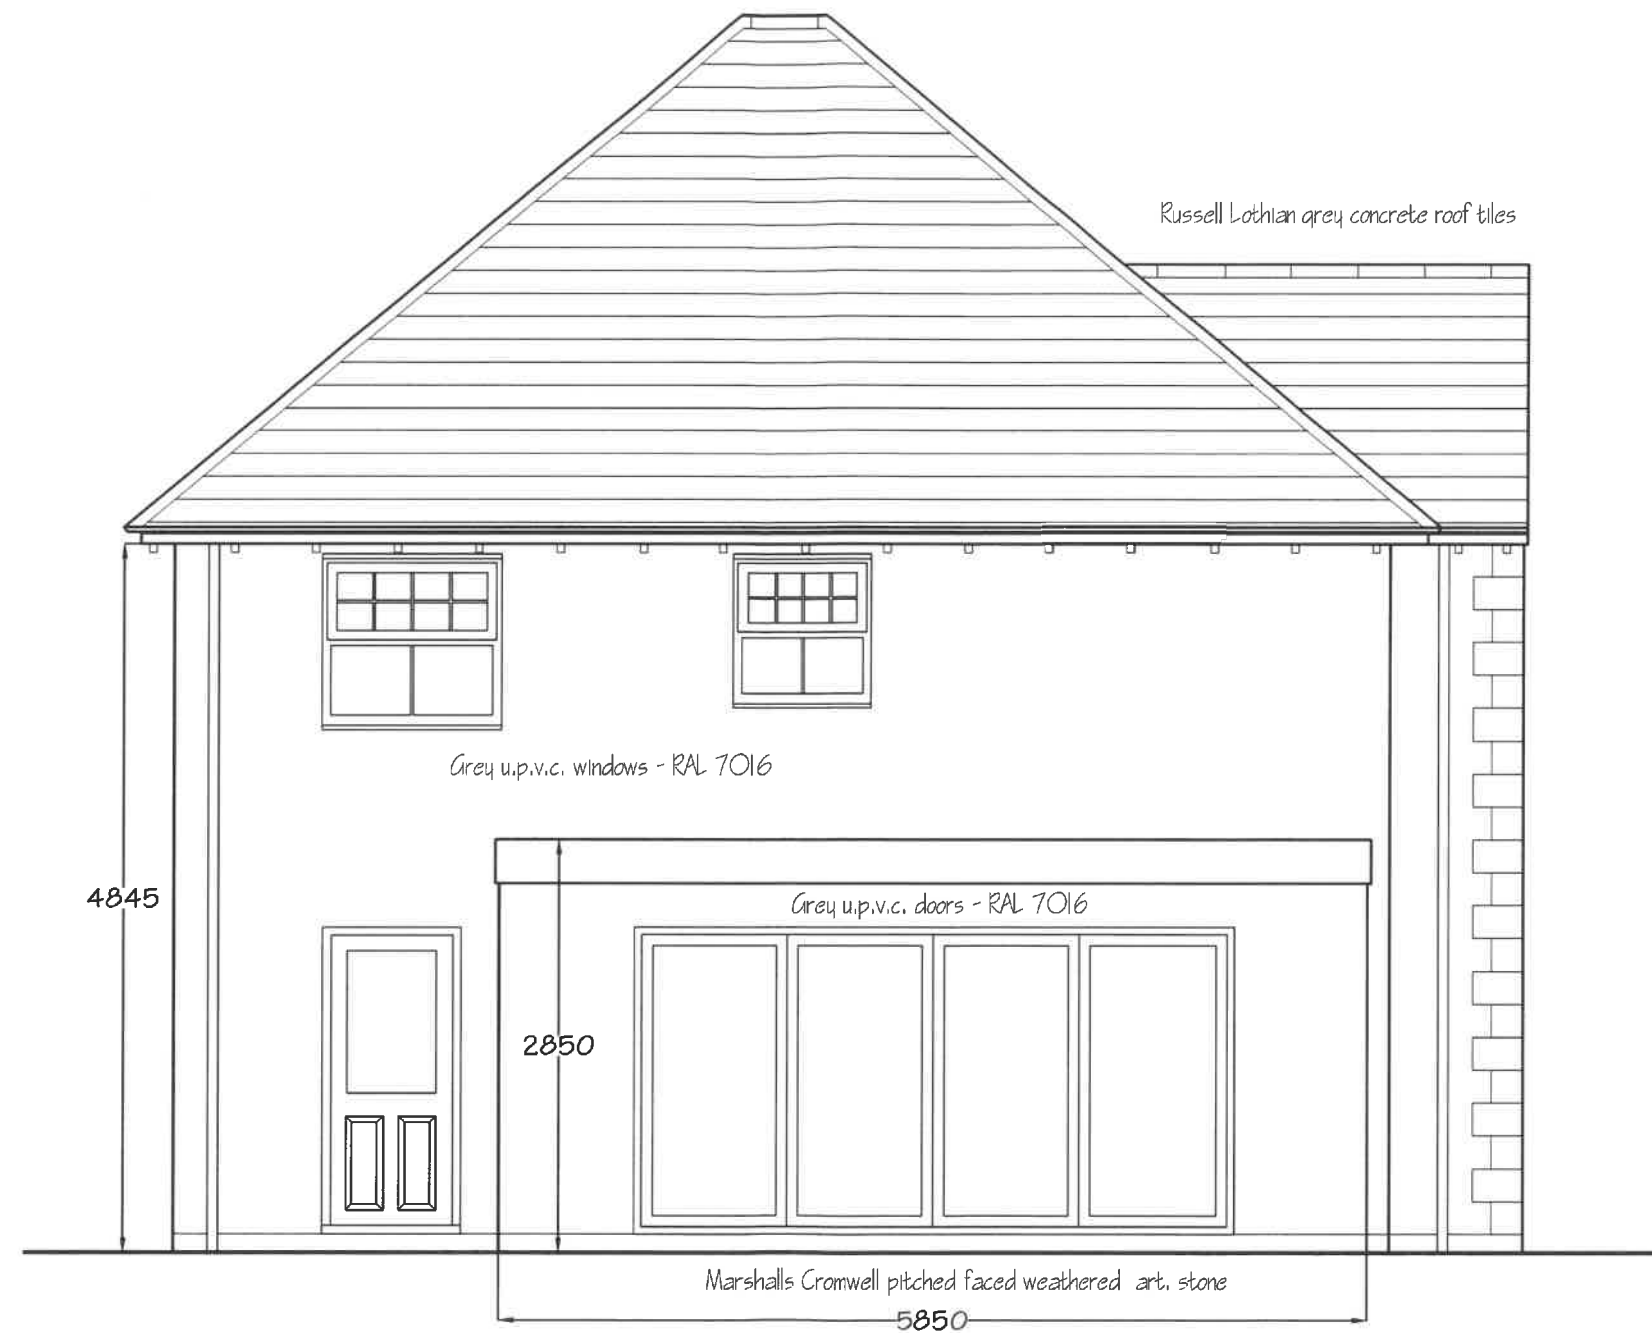 Russell Lothian grey concrete roof tiles
Grey u.p.v.c. windows - RAL 7016
4845
Grey u.p.v.c. doors - RAL 7016
2850
Marshalls Cromwell pitched faced weathered art. stone
5850